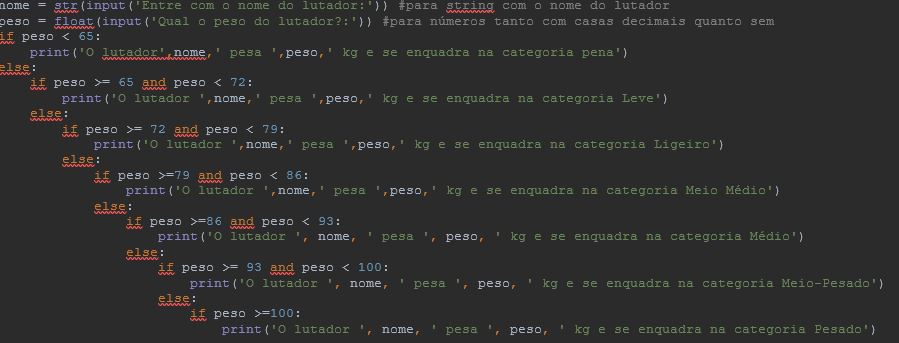 nome = str(input('Entre com o nome do lutador:')) #para string com o nome do lutador
peso = float(input('Qual o peso do lutador?:')) #para números tanto com casas decimais quanto sem
if peso < 65:
    print('O lutador',nome,' pesa ',peso,' kg e se enquadra na categoria pena')
else:
    if peso >= 65 and peso < 72:
        print('O lutador ',nome,' pesa ',peso,' kg e se enquadra na categoria Leve')
    else:
        if peso >= 72 and peso < 79:
            print('O lutador ',nome,' pesa ',peso,' kg e se enquadra na categoria Ligeiro')
        else:
            if peso >=79 and peso < 86:
                print('O lutador ',nome,' pesa ',peso,' kg e se enquadra na categoria Meio Médio')
            else:
                if peso >=86 and peso < 93:
                    print('O lutador ', nome, ' pesa ', peso, ' kg e se enquadra na categoria Médio')
                else:
                    if peso >= 93 and peso < 100:
                        print('O lutador ', nome, ' pesa ', peso, ' kg e se enquadra na categoria Meio-Pesado')
                    else:
                        if peso >=100:
                            print('O lutador ', nome, ' pesa ', peso, ' kg e se enquadra na categoria Pesado')